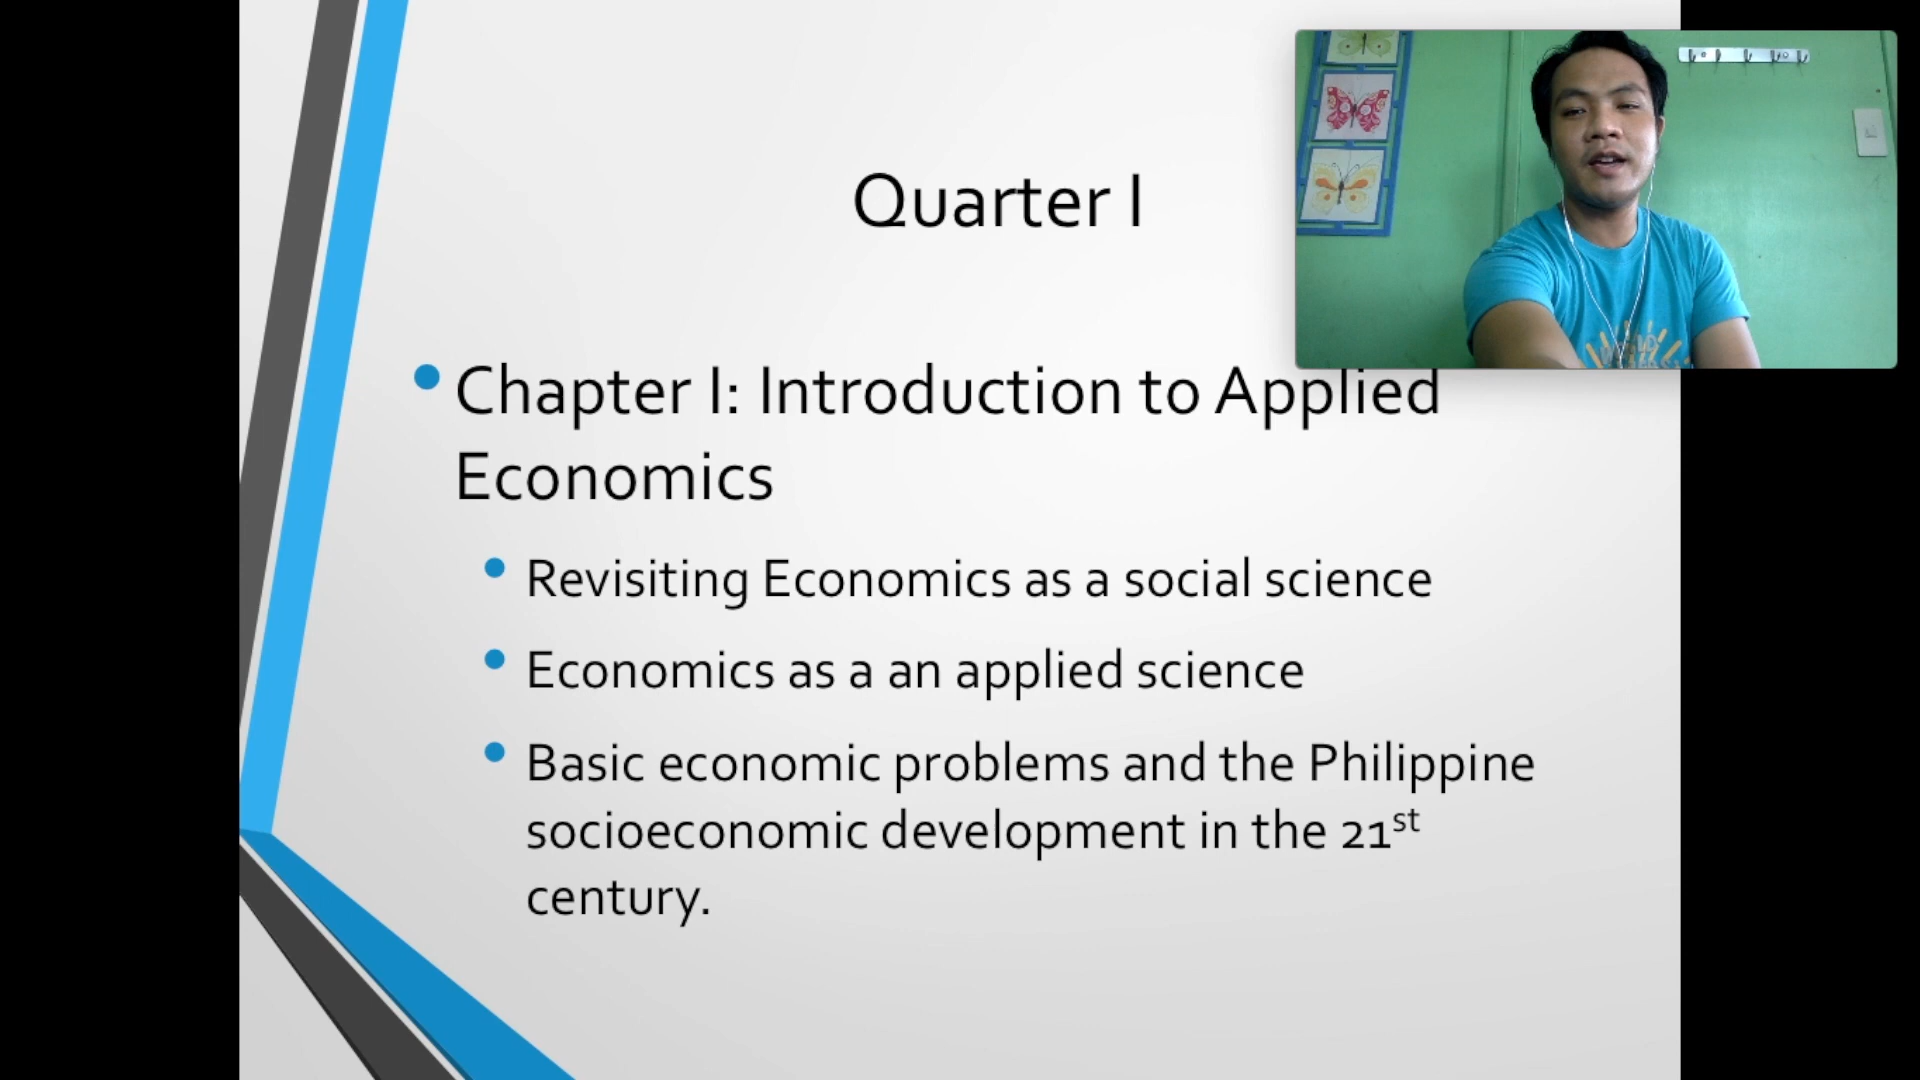 Quarter I
Chapter I: Introduction to Applied
Economics
Revisiting Economics as a social science
Economics as a an applied science
Basic economic problems and the Philippine
socioeconomic development in the 21st
century.